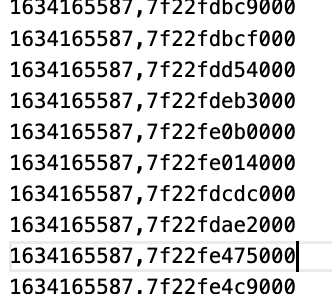 1634165587,7f22fdbc9000
1634165587,7f22fdbcf000
1634165587,7f22fdd54000
1634165587,7f22fdeb3000
1634165587,7f22fe0b0000
1634165587,7f22fe014000
1634165587,7f22fdcdc000
1634165587,7f22fdae2000
1634165587,7f22fe475000
1634165587,7f22fe4c9000